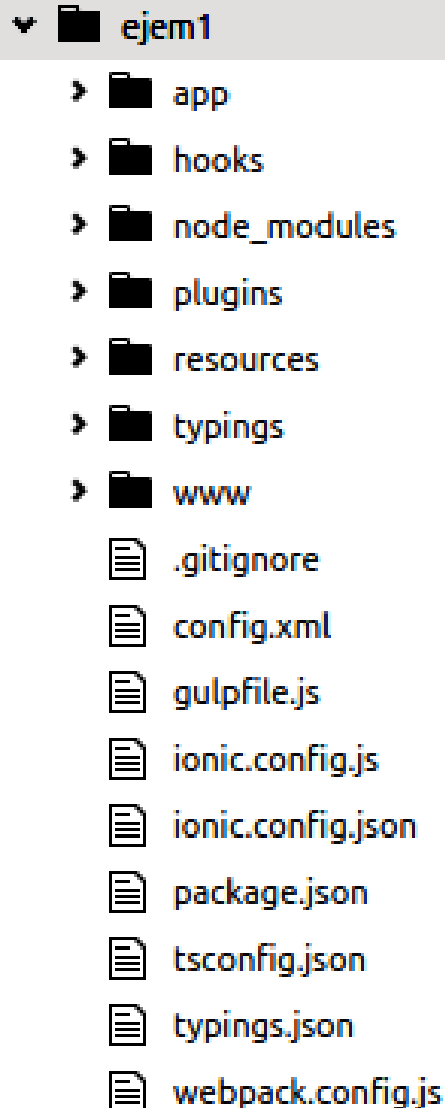 ejem1
app
hooks
node_modules
plugins
resources
typings
www
.gitignore
config.xml
gulpfile.js
ionic.config.js
ionic.config.json
package.json
tsconfig.json
typings.json
webpack.config.js